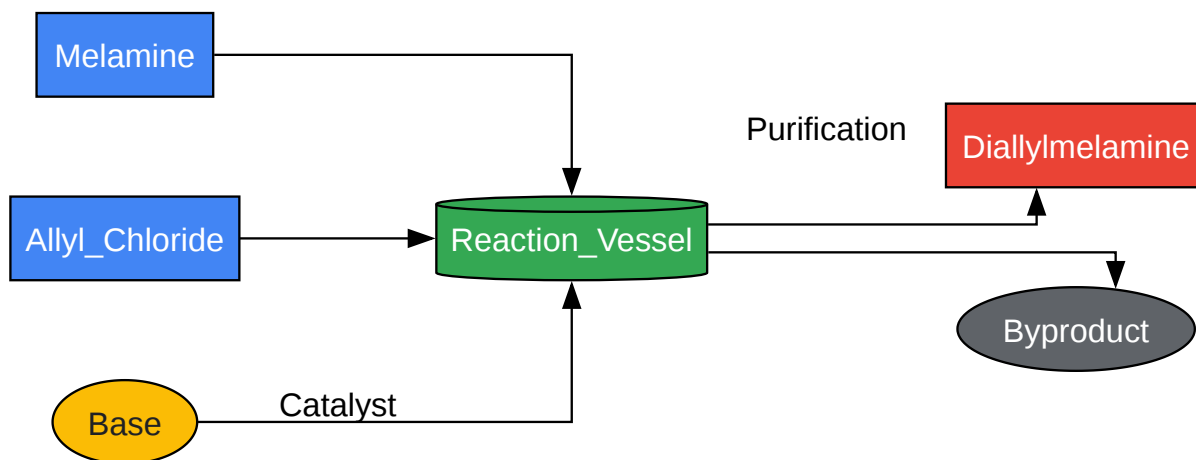 Melamine
Purification
Diallylmelamine
Allyl_Chloride
Reaction_Vessel
Byproduct
Catalyst
Base